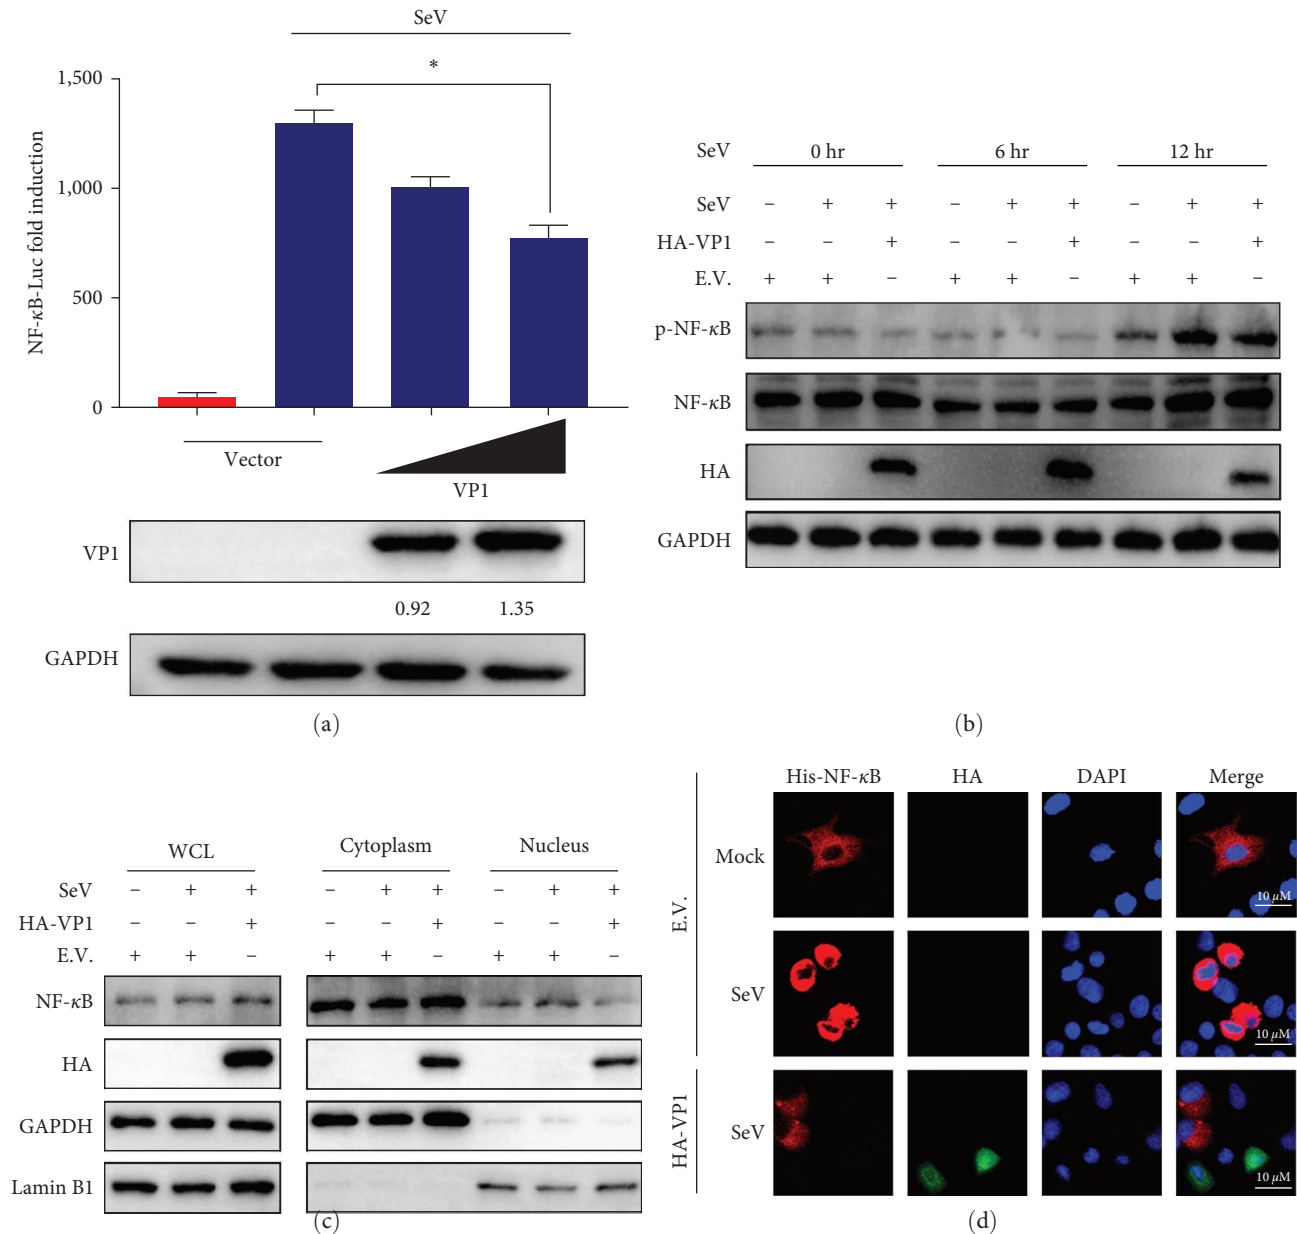 SeV
*
NF-κB-Luc fold induction
1,500
1,000
500
0
Vector
VP1
VP1
0.92 1.35
GAPDH
(a)
SeV 0 hr 6 hr 12 hr
SeV – + + – + + – + +
HA-VP1 – – + – – + – – +
E.V. + + – + + – + + –
p-NF-κB
NF-κB
HA
GAPDH
(b)
WCL Cytoplasm Nucleus
SeV – + + – + + – + +
HA-VP1 – – + – – + – – +
E.V. + + – + + – + + –
NF-κB
HA
GAPDH
Lamin B1
(c)
His-NF-κB HA DAPI Merge
E.V.
Mock
10 μM
SeV
10 μM
HA-VP1
SeV
10 μM
(d)